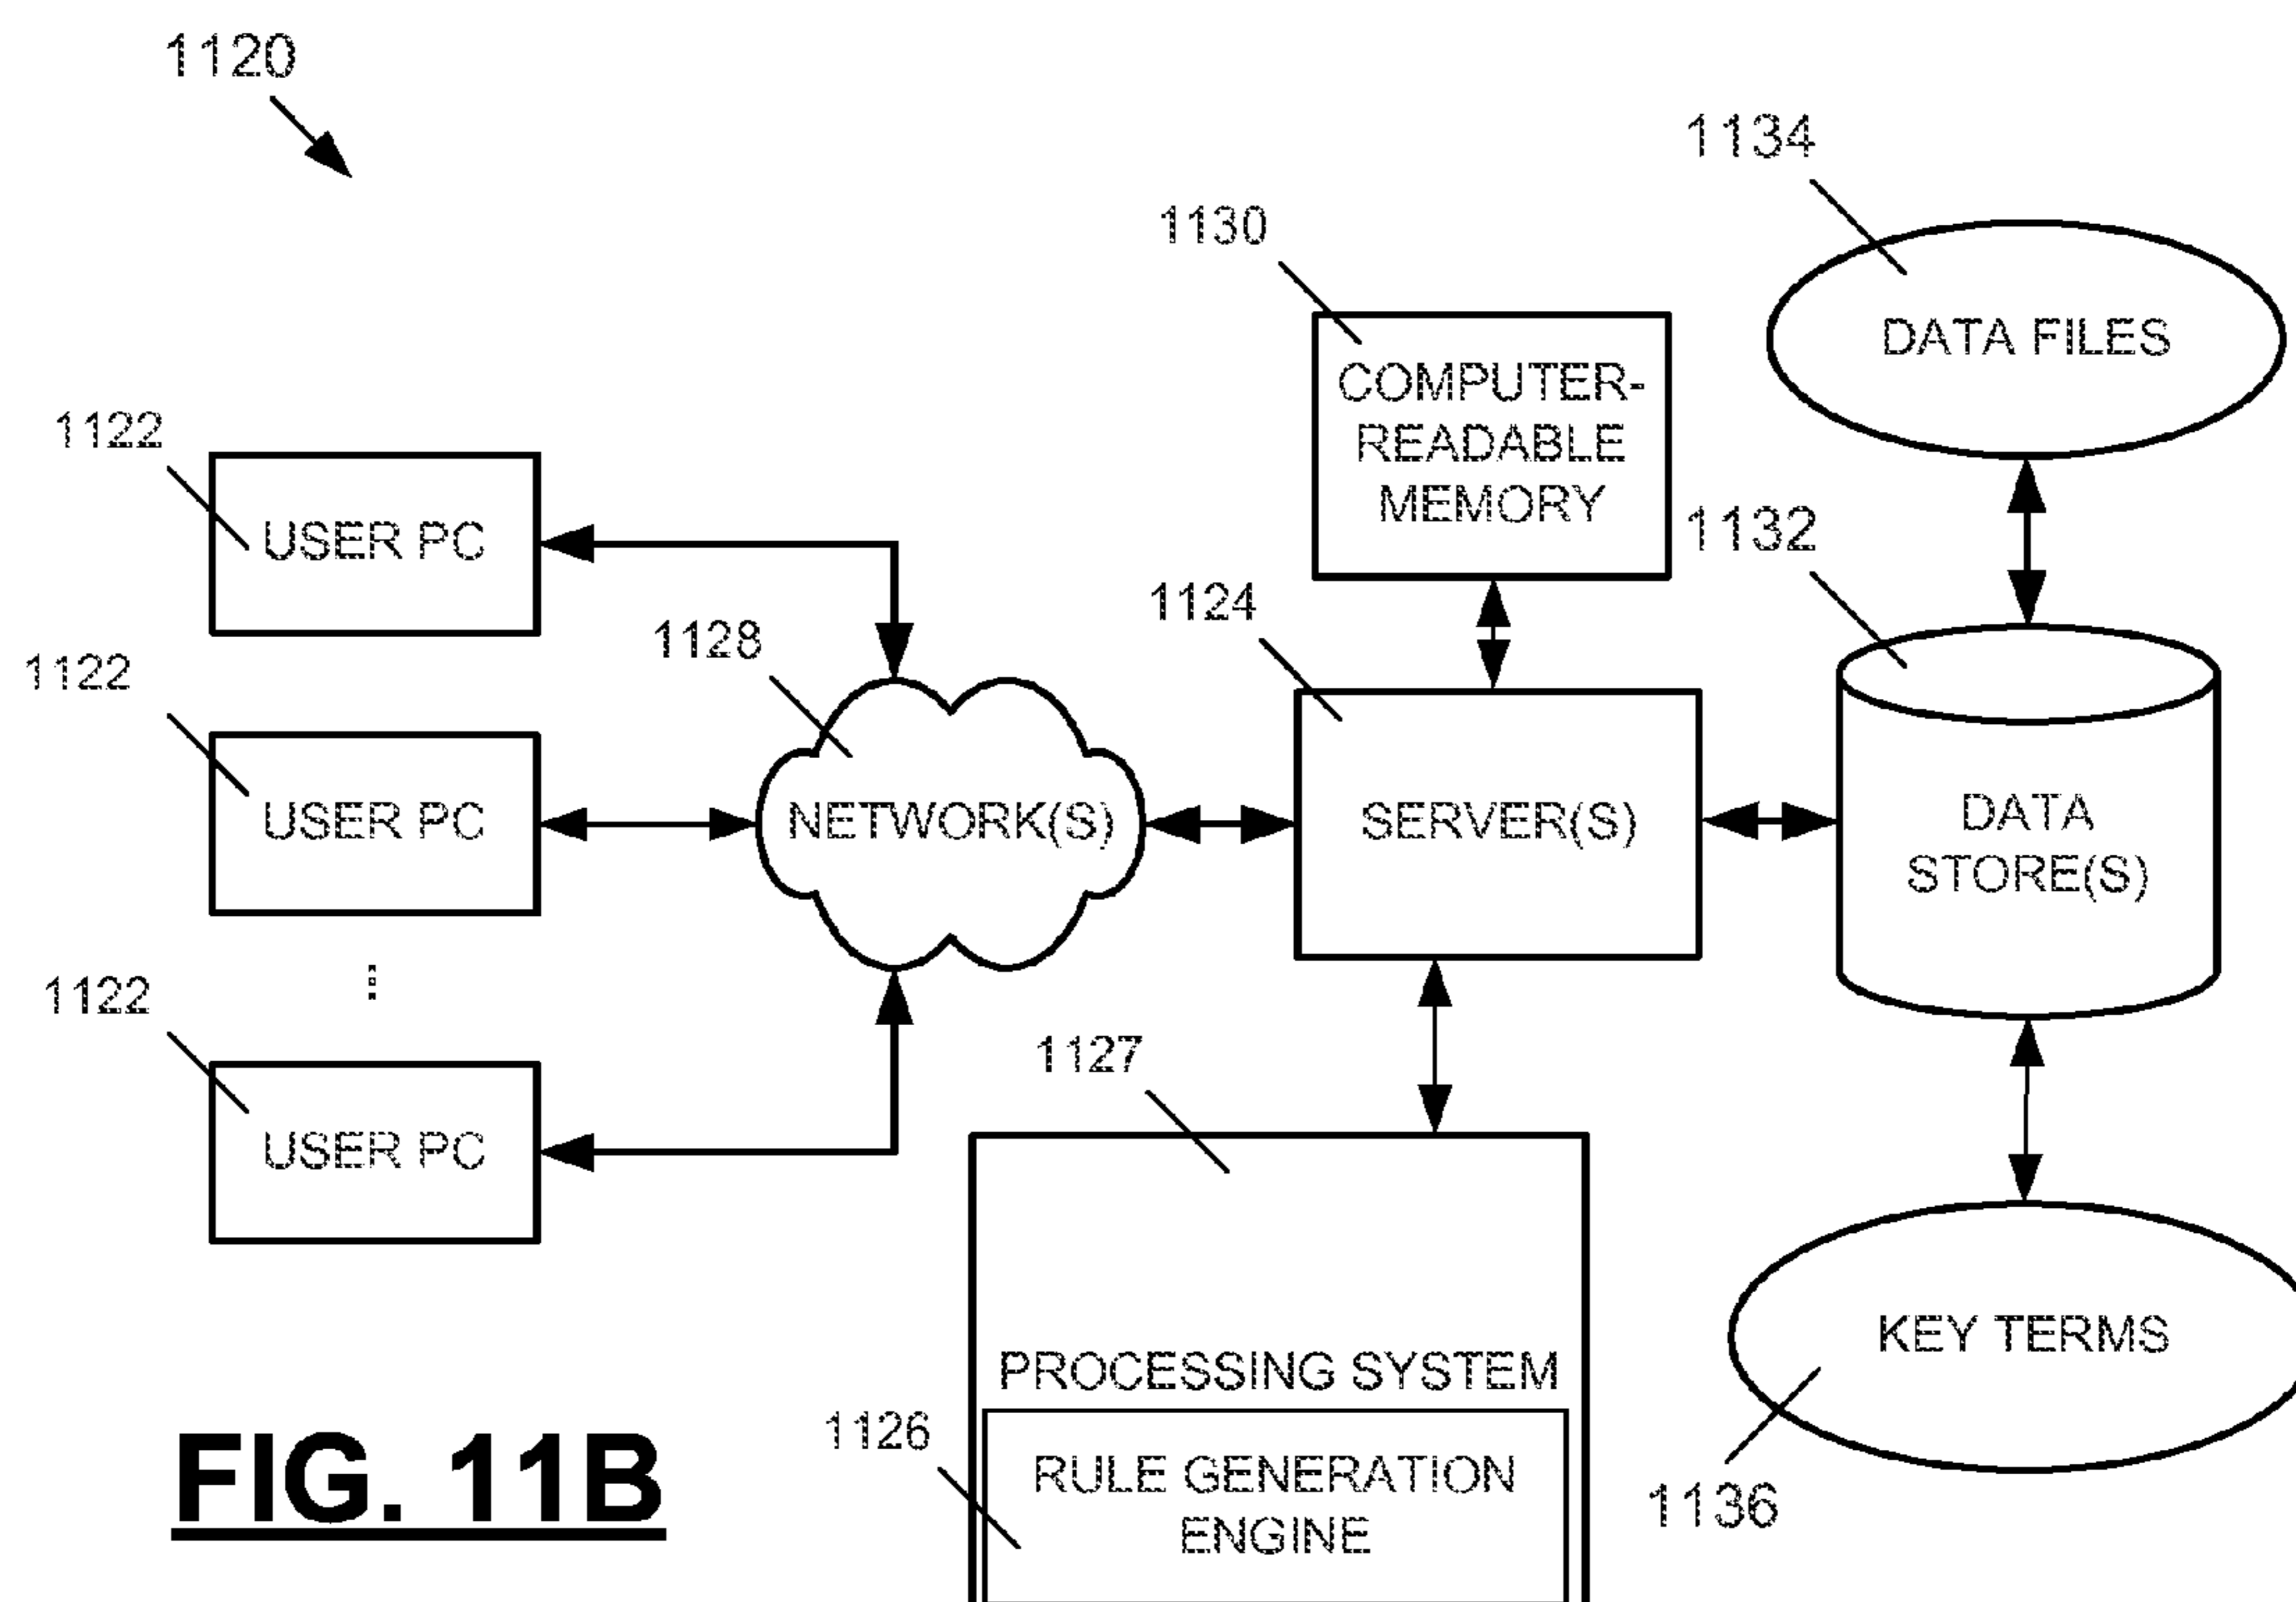 1120
1134
1130
DATA FILES
COMPUTER-
READABLE
MEMORY
1122
USER PC
1132
1124
1128
1122
USER PC
NETWORK(S)
SERVER(S)
DATA
STORE(S)
1122
⋮
1127
USER PC
KEY TERMS
PROCESSING SYSTEM
1126
RULE GENERATION
ENGINE
1136
FIG. 11B